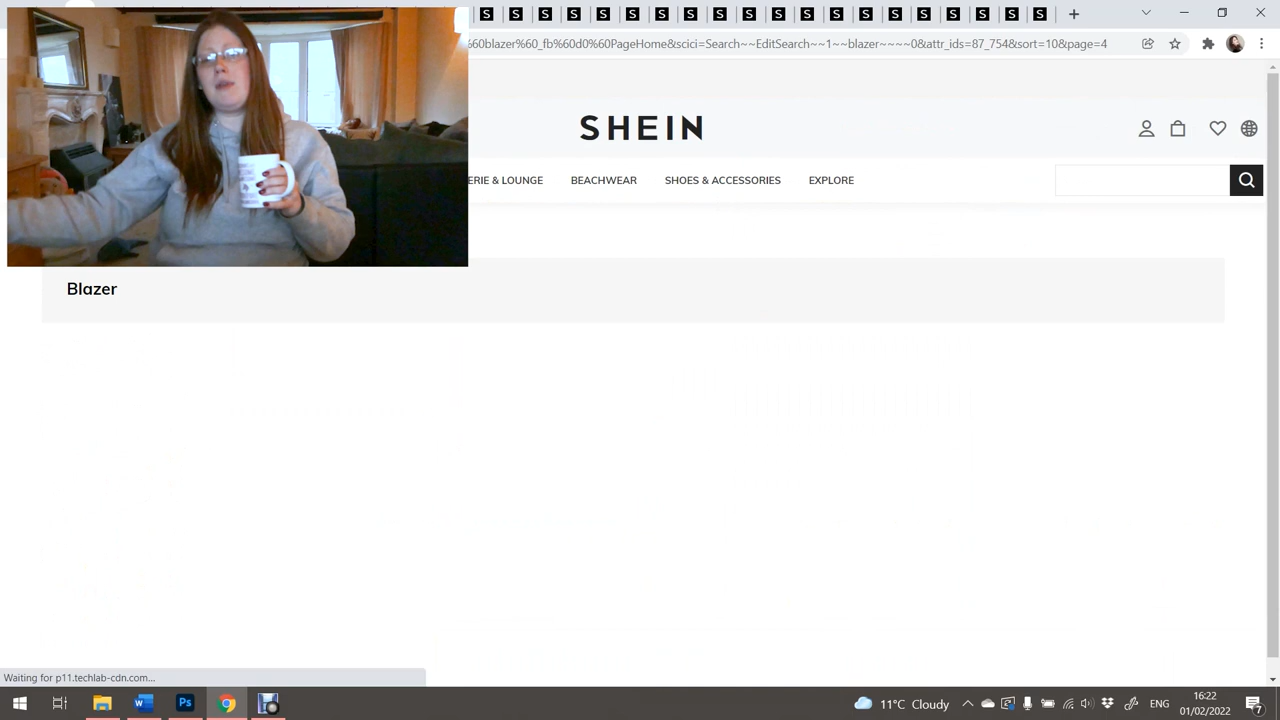 S S S S S S S S S S S S S S S S S S S S
%60blazer%60_fb%60d0%60PageHome&scici=Search~~EditSearch~~1~~blazer~~~~0&attr_ids=87_754&sort=10&page=4
SHEIN
ERIE & LOUNGE BEACHWEAR SHOES & ACCESSORIES EXPLORE
Blazer
Waiting for p11.techlab-cdn.com...
W Ps 11°C Cloudy ENG
16:22
01/02/2022
7